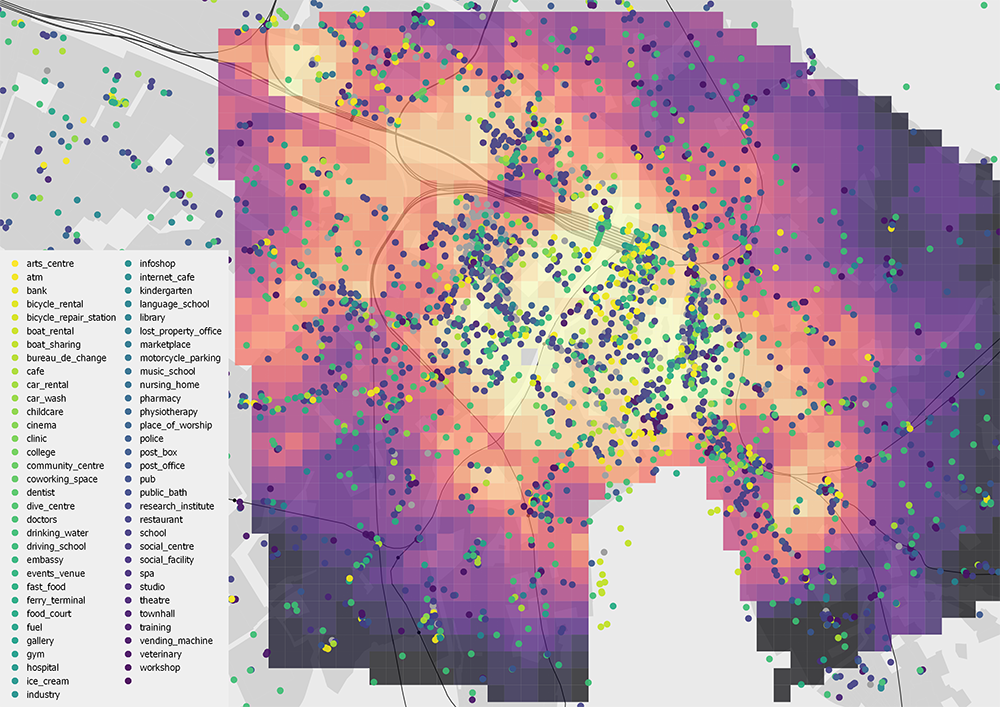 arts_centre
atm
bank
bicycle_rental
bicycle_repair_station
boat_rental
boat_sharing
bureau_de_change
cafe
car_rental
car_wash
childcare
cinema
clinic
college
community_centre
coworking_space
dentist
dive_centre
doctors
drinking_water
driving_school
embassy
events_venue
fast_food
ferry_terminal
food_court
fuel
gallery
gym
hospital
ice_cream
industry
infoshop
internet_cafe
kindergarten
language_school
library
lost_property_office
marketplace
motorcycle_parking
music_school
nursing_home
pharmacy
physiotherapy
place_of_worship
police
post_box
post_office
pub
public_bath
research_institute
restaurant
school
social_centre
social_facility
spa
studio
theatre
townhall
training
vending_machine
veterinary
workshop